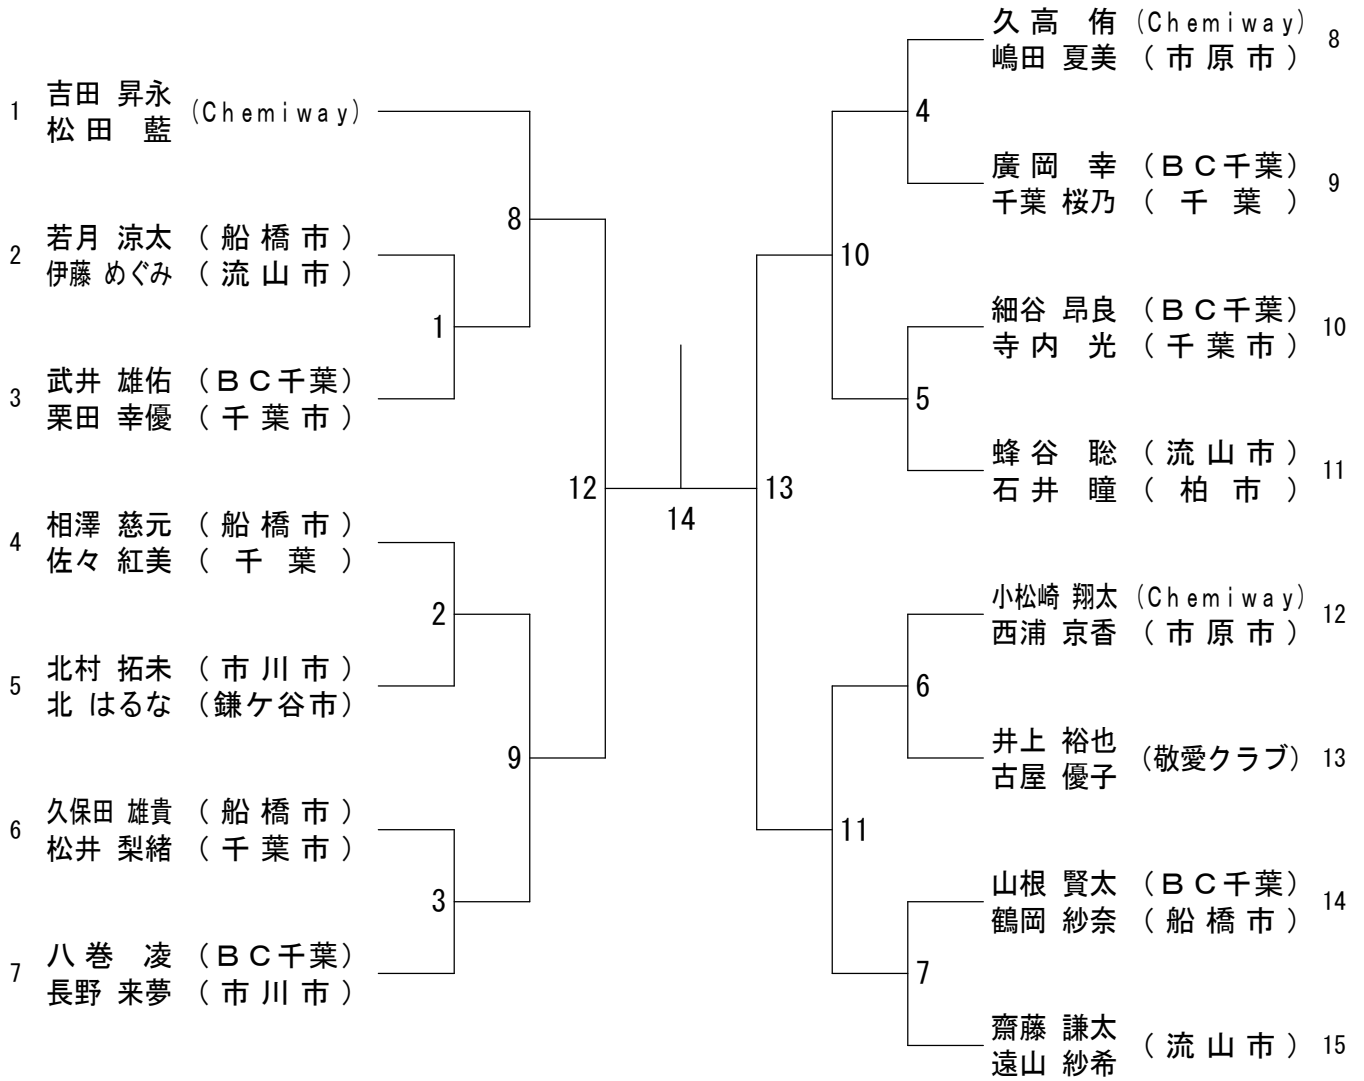 1 吉田 昇永 (Chemiway)
松田 藍
2 若月 涼太 (船橋市)
伊藤 めぐみ (流山市)
3 武井 雄佑 (BC千葉)
栗田 幸優 (千葉市)
4 相澤 慈元 (船橋市)
佐々 紅美 (千葉)
5 北村 拓未 (市川市)
北 はるな (鎌ケ谷市)
6 久保田 雄貴 (船橋市)
松井 梨緒 (千葉市)
7 八巻 凌 (BC千葉)
長野 来夢 (市川市)
1
2
3
8
9
12
14
13
10
11
4
5
6
7
久高 侑 (Chemiway) 8
嶋田 夏美 (市原市)
廣岡 幸 (BC千葉) 9
千葉 桜乃 (千葉)
細谷 昂良 (BC千葉) 10
寺内 光 (千葉市)
蜂谷 聡 (流山市) 11
石井 瞳 (柏市)
小松崎 翔太 (Chemiway) 12
西浦 京香 (市原市)
井上 裕也 (敬愛クラブ) 13
古屋 優子
山根 賢太 (BC千葉) 14
鶴岡 紗奈 (船橋市)
齋藤 謙太 (流山市) 15
遠山 紗希